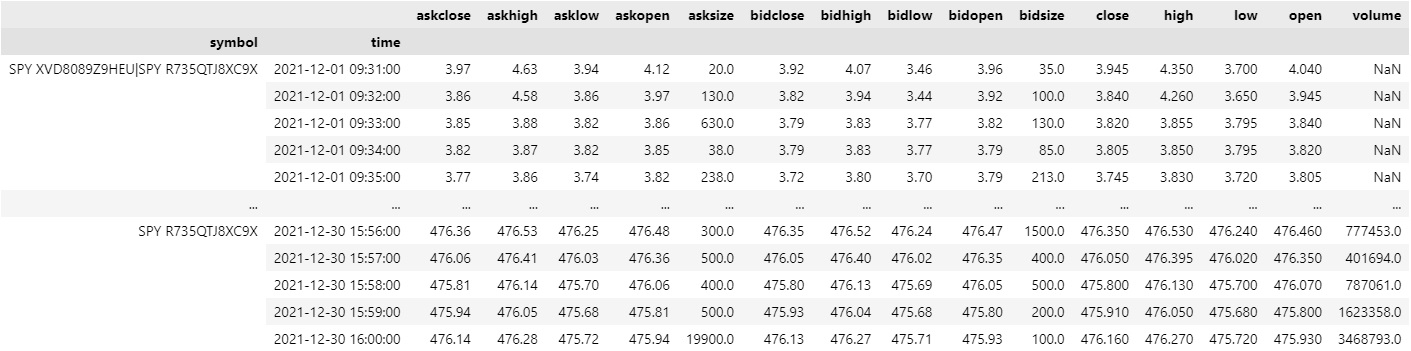 askclose askhigh asklow askopen asksize bidclose bidhigh bidlow bidopen bidsize close high low open volume
symbol time
SPY XVD8089Z9HEU|SPY R735QTJ8XC9X 2021-12-01 09:31:00 3.97 4.63 3.94 4.12 20.0 3.92 4.07 3.46 3.96 35.0 3.945 4.350 3.700 4.040 NaN
2021-12-01 09:32:00 3.86 4.58 3.86 3.97 130.0 3.82 3.94 3.44 3.92 100.0 3.840 4.260 3.650 3.945 NaN
2021-12-01 09:33:00 3.85 3.88 3.82 3.86 630.0 3.79 3.83 3.77 3.82 130.0 3.820 3.855 3.795 3.840 NaN
2021-12-01 09:34:00 3.82 3.87 3.82 3.85 38.0 3.79 3.83 3.77 3.79 85.0 3.805 3.850 3.795 3.820 NaN
2021-12-01 09:35:00 3.77 3.86 3.74 3.82 238.0 3.72 3.80 3.70 3.79 213.0 3.745 3.830 3.720 3.805 NaN
... ... ... ... ... ... ... ... ... ... ... ... ... ... ... ... ...
SPY R735QTJ8XC9X 2021-12-30 15:56:00 476.36 476.53 476.25 476.48 300.0 476.35 476.52 476.24 476.47 1500.0 476.350 476.530 476.240 476.460 777453.0
2021-12-30 15:57:00 476.06 476.41 476.03 476.36 500.0 476.05 476.40 476.02 476.35 400.0 476.050 476.395 476.020 476.350 401694.0
2021-12-30 15:58:00 475.81 476.14 475.70 476.06 400.0 475.80 476.13 475.69 476.05 500.0 475.800 476.130 475.700 476.070 787061.0
2021-12-30 15:59:00 475.94 476.05 475.68 475.81 500.0 475.93 476.04 475.68 475.80 200.0 475.910 476.050 475.680 475.800 1623358.0
2021-12-30 16:00:00 476.14 476.28 475.72 475.94 19900.0 476.13 476.27 475.71 475.93 100.0 476.160 476.270 475.720 475.930 3468793.0